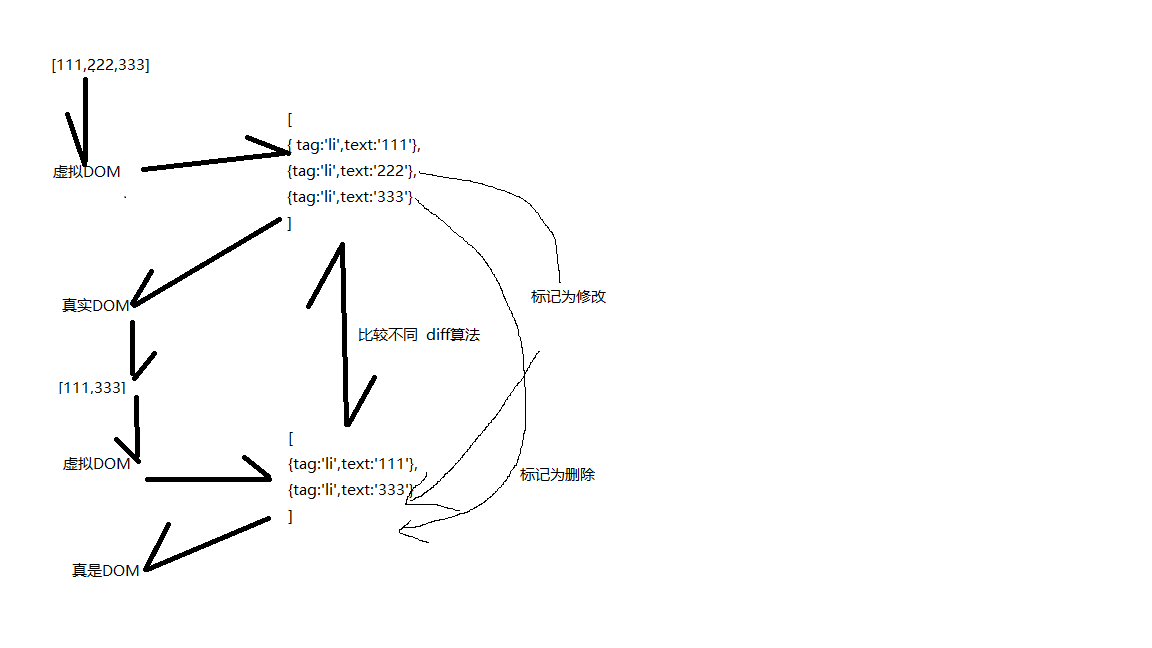 [111,222,333]
[
{ tag:'li',text:'111'},
虚拟DOM
{tag:'li',text:'222'},
{tag:'li',text:'333'}
]
标记为修改
真实DOM
比较不同 diff算法
[111,333]
[
虚拟DOM
{tag:'li',text:'111'},
标记为删除
{tag:'li',text:'333'}
]
真是DOM